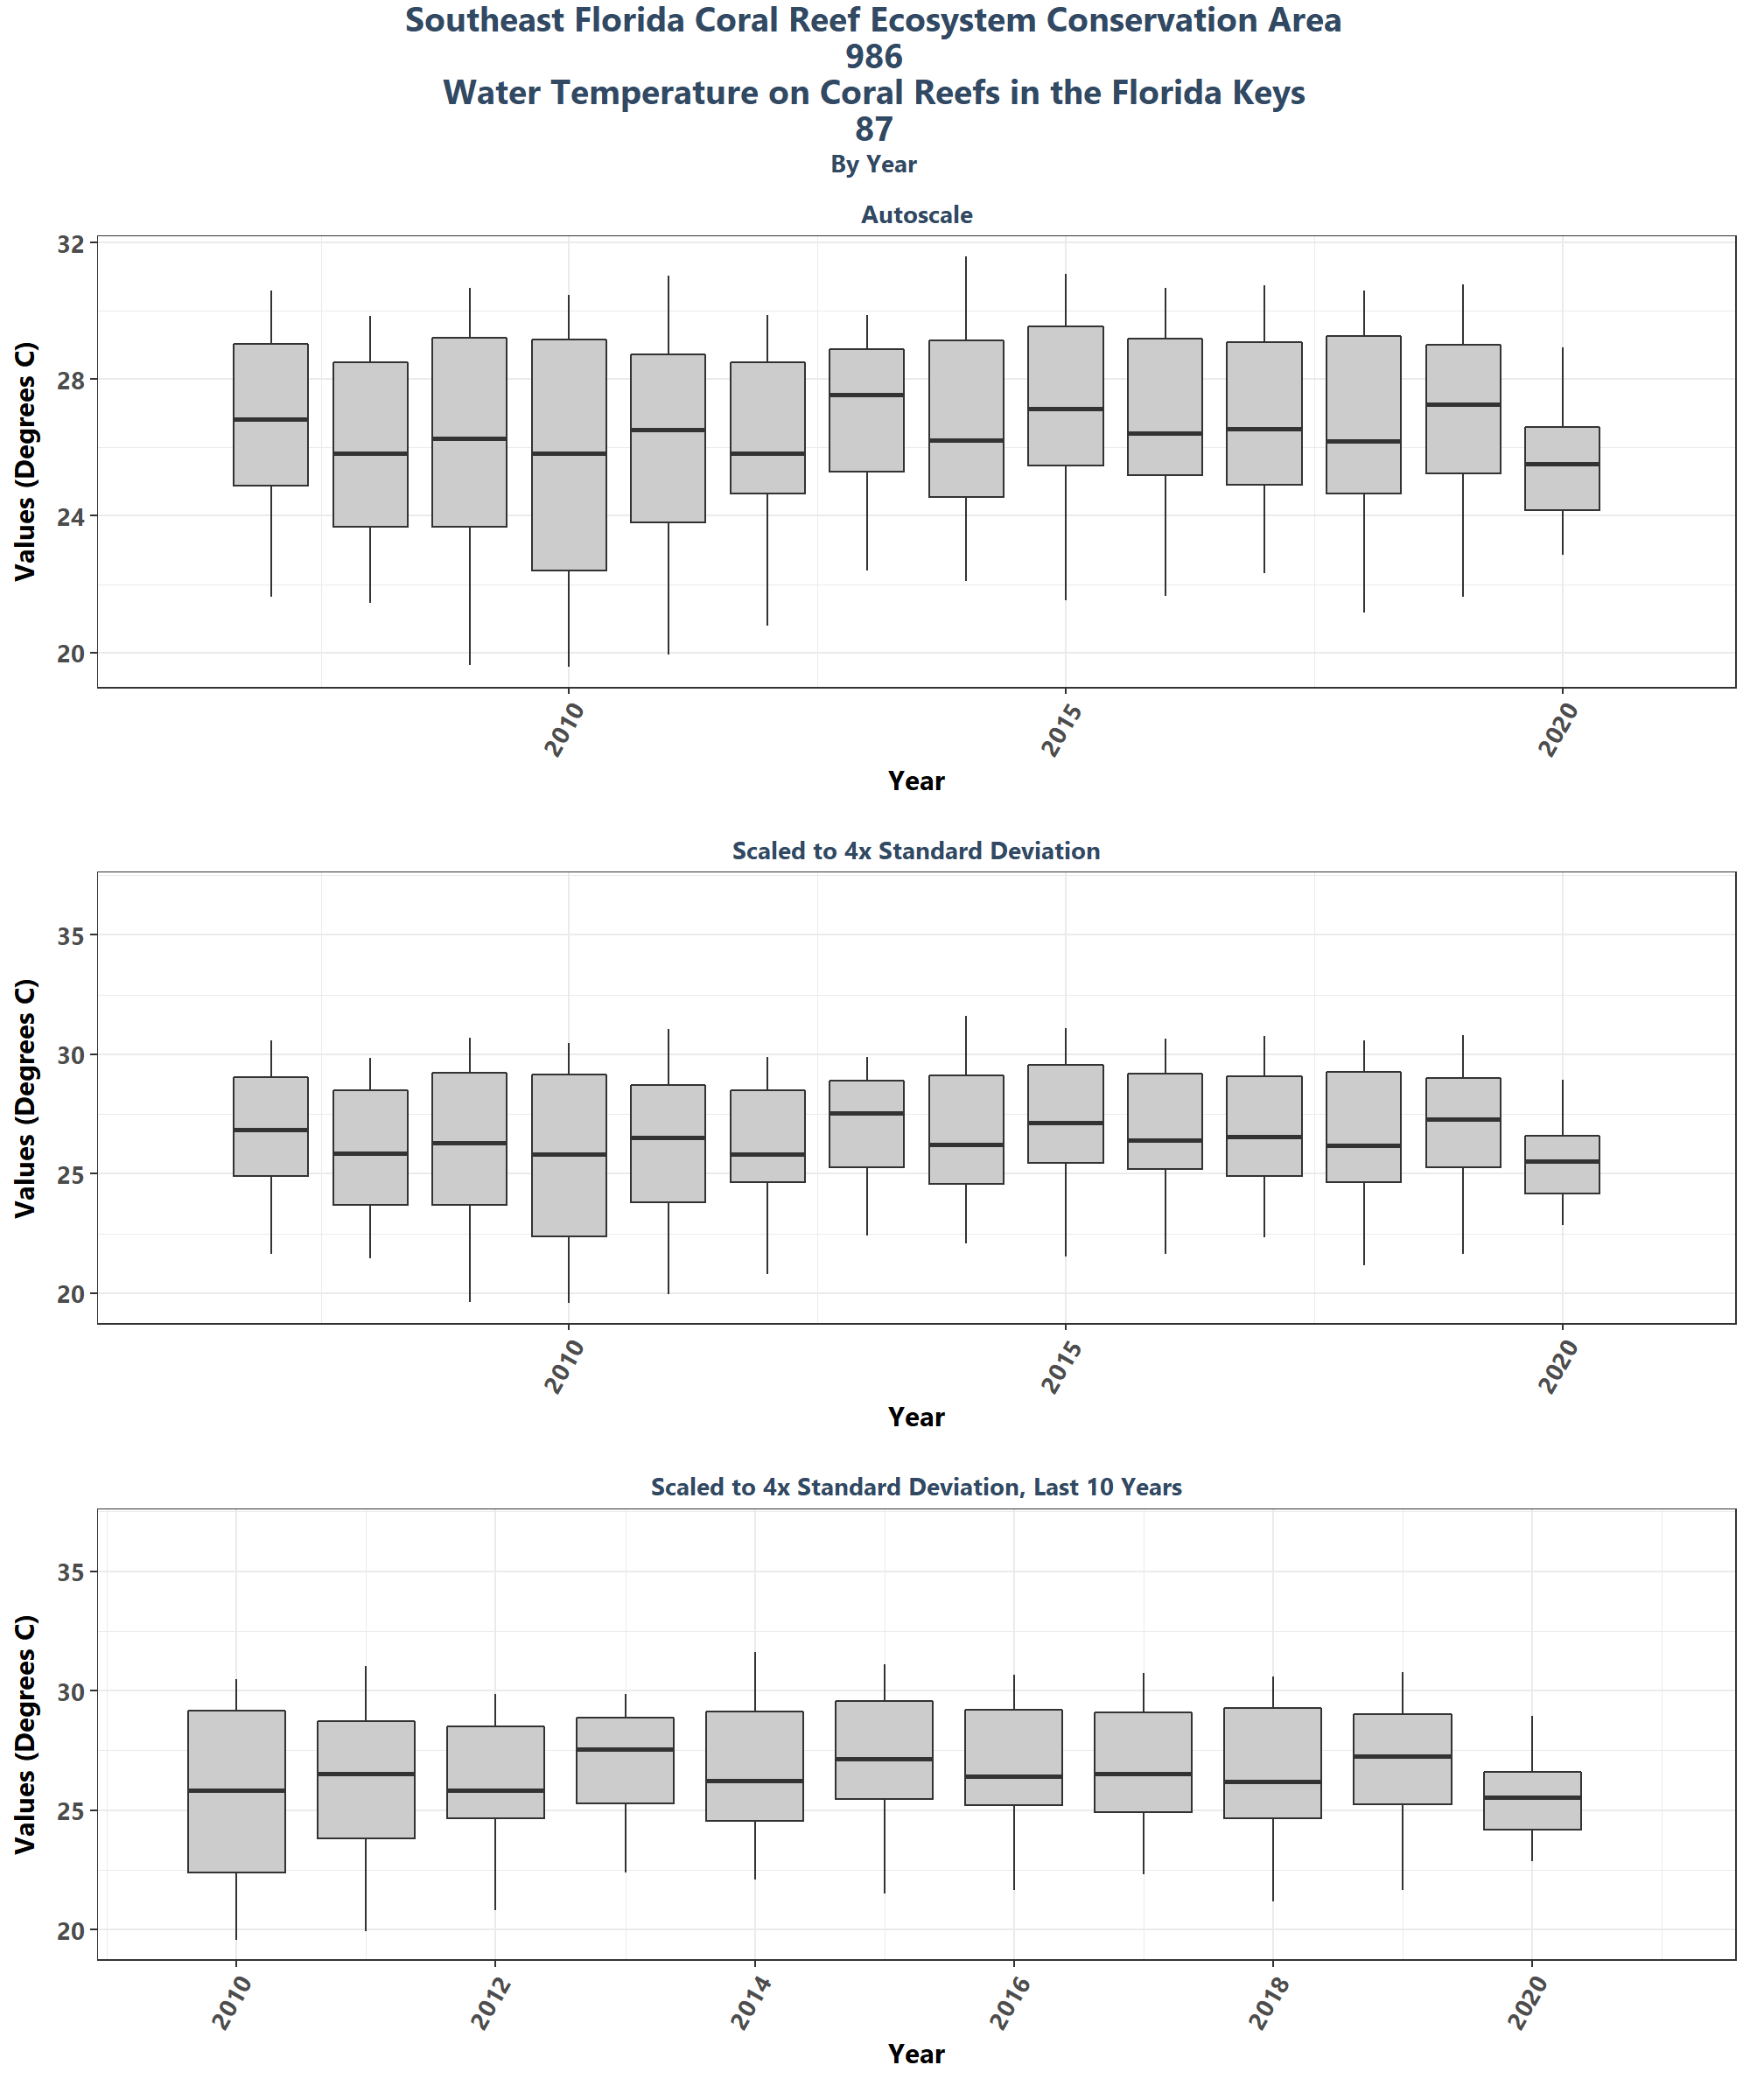 Southeast Florida Coral Reef Ecosystem Conservation Area
986
Water Temperature on Coral Reefs in the Florida Keys
87
By Year
Autoscale
32
28
24
20
Values (Degrees C)
2010
2015
2020
Year
Scaled to 4x Standard Deviation
35
30
25
20
Values (Degrees C)
2010
2015
2020
Year
Scaled to 4x Standard Deviation, Last 10 Years
35
30
25
20
Values (Degrees C)
2010
2012
2014
2016
2018
2020
Year